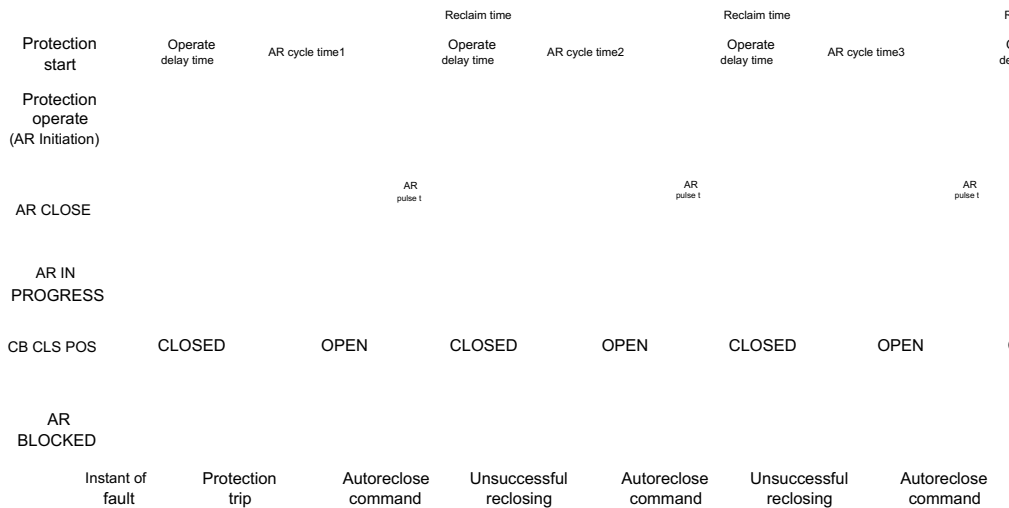 Reclaim time Reclaim time
Protection start
Operate delay time
AR cycle time1
Operate delay time
AR cycle time2
Operate delay time
AR cycle time3
Protection
operate
(AR Initiation)
AR CLOSE
AR
pulse t
AR
pulse t
AR
pulse t
AR IN
PROGRESS
CB CLS POS CLOSED OPEN CLOSED OPEN CLOSED OPEN
AR
BLOCKED
Instant of
fault
Protection
trip
Autoreclose
command
Unsuccessful
reclosing
Autoreclose
command
Unsuccessful
reclosing
Autoreclose
command